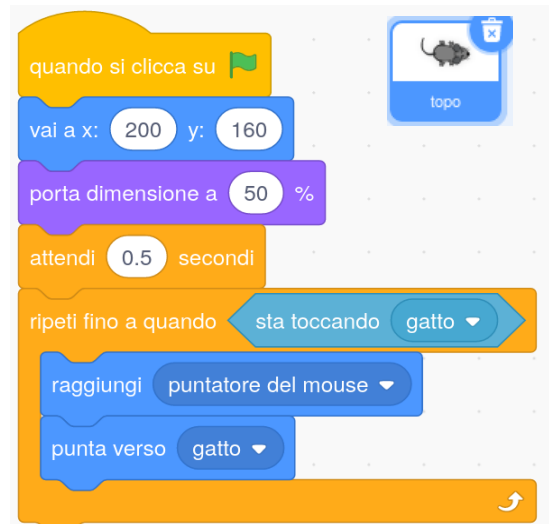 quando si clicca su
topo
vai a x: 200 y: 160
porta dimensione a 50 %
attendi 0.5 secondi
ripeti fino a quando sta toccando gatto
raggiungi puntatore del mouse
punta verso gatto